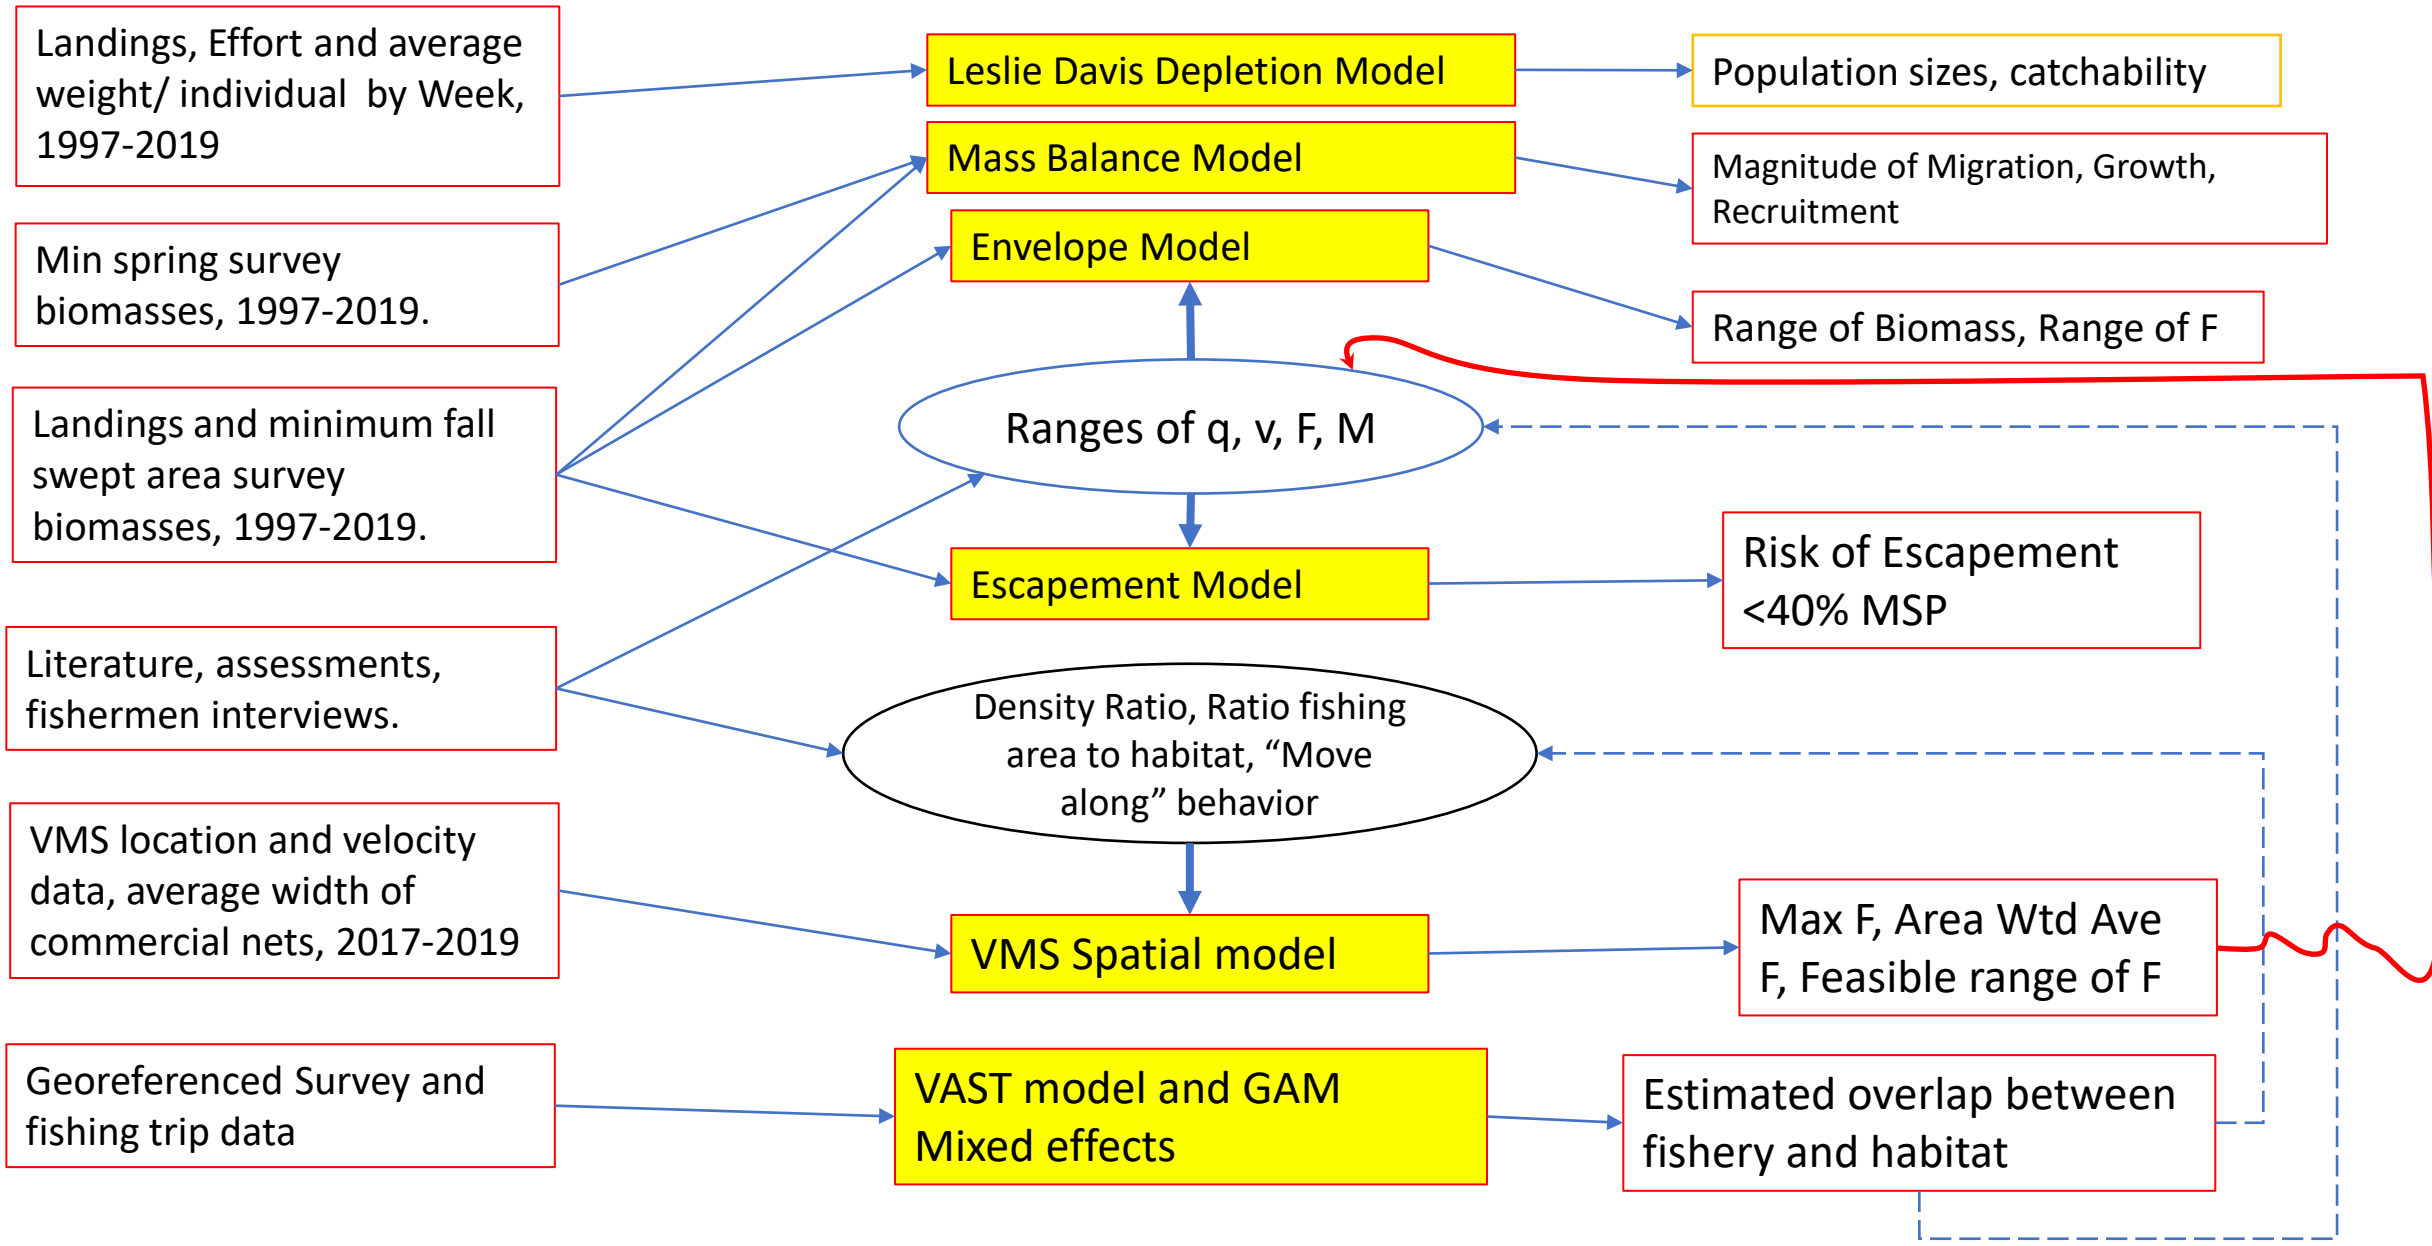 Landings, Effort and average
weight/ individual  by Week,
1997-2019
Min spring survey
biomasses, 1997-2019.
Landings and minimum fall
swept area survey
biomasses, 1997-2019.
Literature, assessments,
fishermen interviews.
VMS location and velocity
data, average width of
commercial nets, 2017-2019
Georeferenced Survey and
fishing trip data
Leslie Davis Depletion Model
Mass Balance Model
Envelope Model
Ranges of q, v, F, M
Escapement Model
Density Ratio, Ratio fishing
area to habitat, “Move
along” behavior
VMS Spatial model
VAST model and GAM
Mixed effects
Population sizes, catchability
Magnitude of Migration, Growth,
Recruitment
Range of Biomass, Range of F
Risk of Escapement
<40% MSP
Max F, Area Wtd Ave
F, Feasible range of F
Estimated overlap between
fishery and habitat